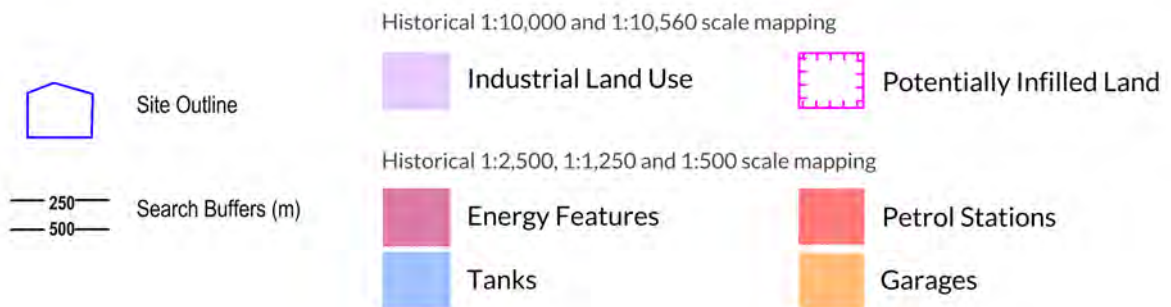 Historical 1:10,000 and 1:10,560 scale mapping
Site Outline
Industrial Land Use
Potentially Infilled Land
Historical 1:2,500, 1:1,250 and 1:500 scale mapping
250
500
Search Buffers (m)
Energy Features
Petrol Stations
Tanks
Garages